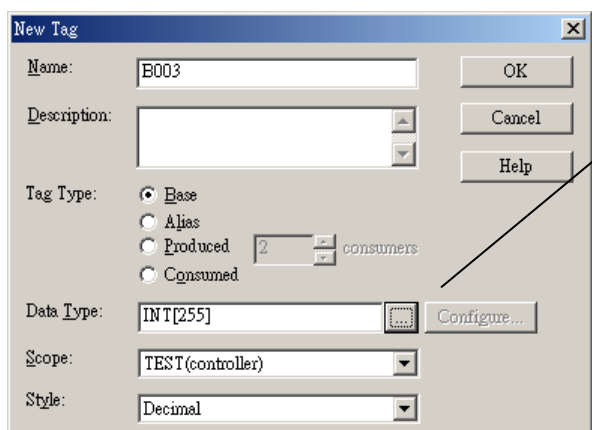 New Tag
Name: B003 OK
Description: Cancel
Help
Tag Type: Base
Alias
Produced 2 consumers
Consumed
Data Type: INT[255] ... Configure...
Scope: TEST(controller)
Style: Decimal